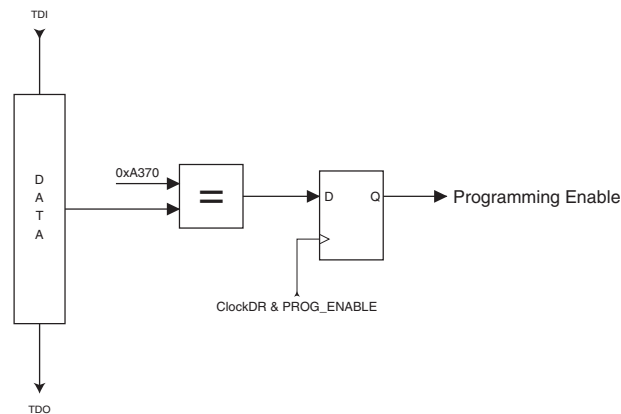 TDI
D
A
T
A
0xA370
=
D Q
Programming Enable
ClockDR & PROG_ENABLE
TDO